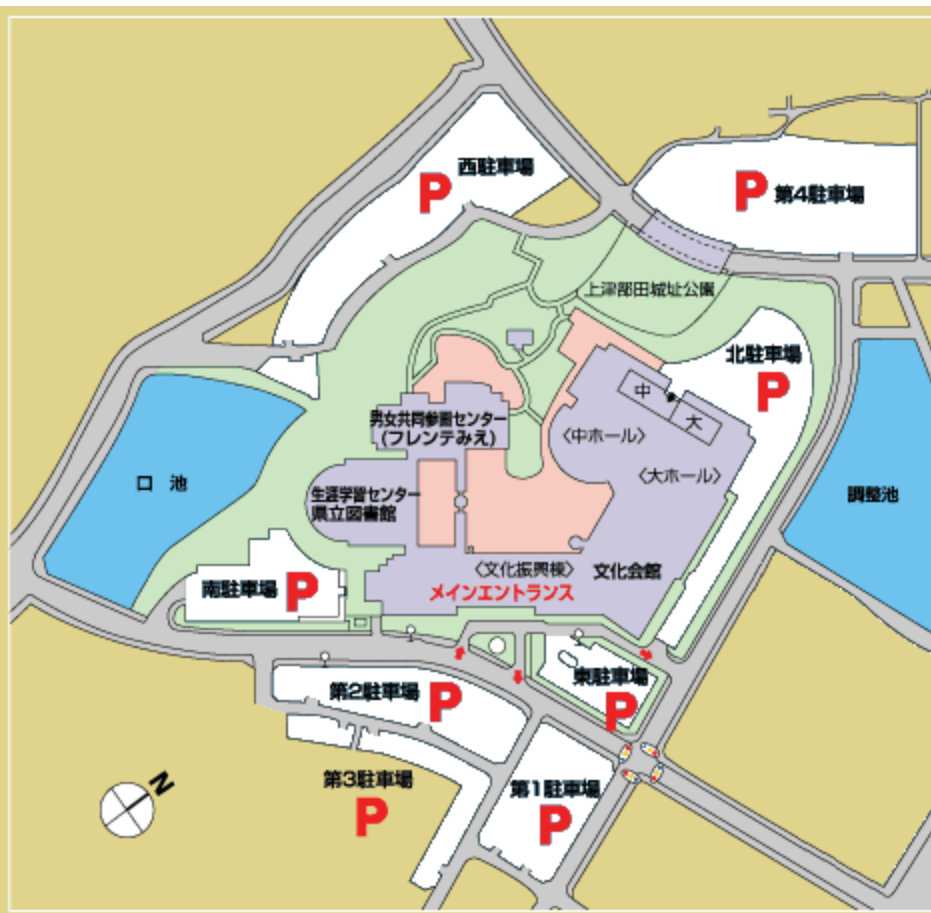 西駐車場
P
P
第4駐車場
上津部田城址公園
北駐車場
P
中
大
男女共同参画センター
(フレンテみえ)
〈中ホール〉
〈大ホール〉
口 池
生涯学習センター
県立図書館
調整池
〈文化振興棟〉
文化会館
メインエントランス
南駐車場
P
東駐車場
P
第2駐車場
P
第3駐車場
P
第1駐車場
P
N